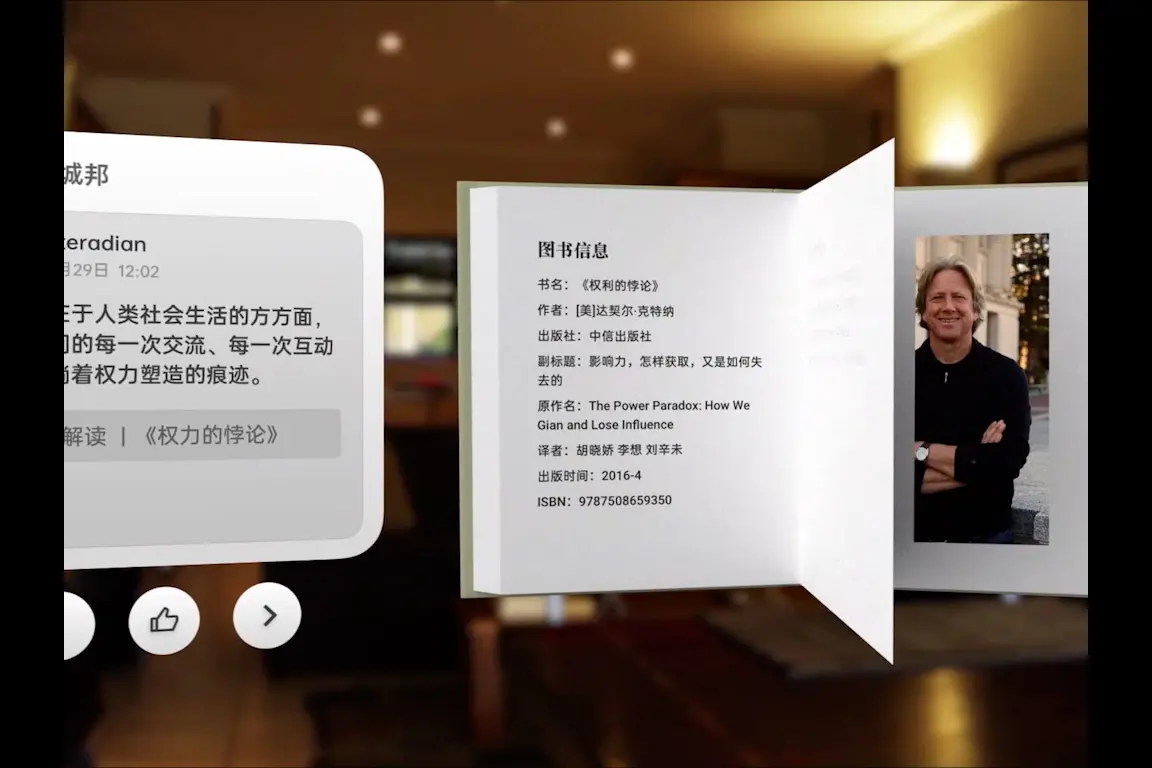 城邦
teradian
月29日 12:02
在于人类社会生活的方方面，
的每一次交流、每一次互动
着权力塑造的痕迹。
解读 | 《权力的悖论》
图书信息
书名：《权利的悖论》
作者：[美]达契尔·克特纳
出版社：中信出版社
副标题：影响力，怎样获取，又是如何失
去的
原作名：The Power Paradox: How We
Gian and Lose Influence
译者：胡晓娇 李想 刘辛未
出版时间：2016-4
ISBN：9787508659350